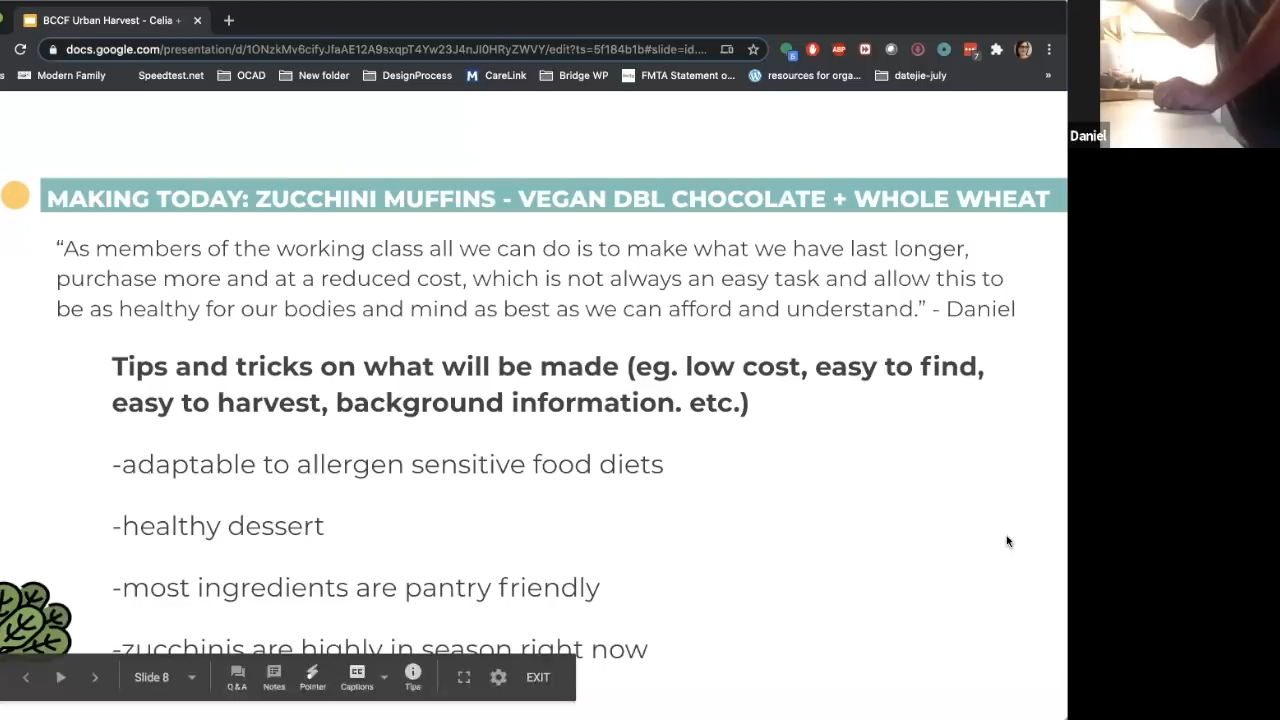 BCCF Urban Harvest - Celia +
docs.google.com/presentation/d/1ONzkMv6cifyJfaAE12A9sxqpT4Yw23J4nJl0HRyZWVY/edit?ts=5f184b1b#slide=id....
Modern Family Speedtest.net OCAD New folder DesignProcess CareLink Bridge WP FMTA Statement o... resources for orga... datejie-july »
Daniel
MAKING TODAY: ZUCCHINI MUFFINS - VEGAN DBL CHOCOLATE + WHOLE WHEAT
“As members of the working class all we can do is to make what we have last longer,
purchase more and at a reduced cost, which is not always an easy task and allow this to
be as healthy for our bodies and mind as best as we can afford and understand.” - Daniel
Tips and tricks on what will be made (eg. low cost, easy to find,
easy to harvest, background information. etc.)
-adaptable to allergen sensitive food diets
-healthy dessert
-most ingredients are pantry friendly
-zucchinis are highly in season right now
Slide 8 Q & A Notes Pointer Captions Tips EXIT